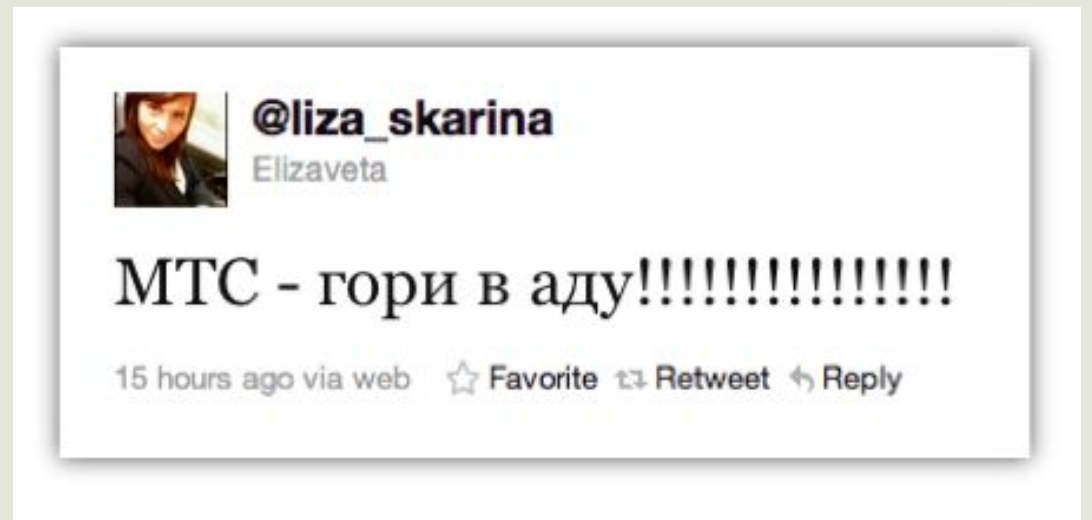 @liza_skarina
Elizaveta
МТС - гори в аду!!!!!!!!!!!!!!!
15 hours ago via web Favorite Retweet Reply